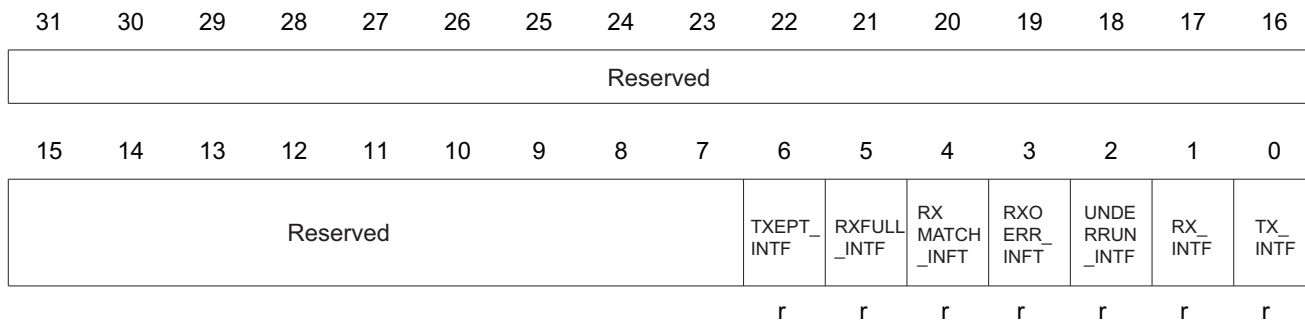 31 30 29 28 27 26 25 24 23 22 21 20 19 18 17 16
Reserved
15 14 13 12 11 10 9 8 7 6 5 4 3 2 1 0
Reserved
TXEPT_
INTF
RXFULL
_INTF
RX
MATCH
_INFT
RXO
ERR_
INFT
UNDE
RRUN
_INTF
RX_
INTF
TX_
INTF
r r r r r r r